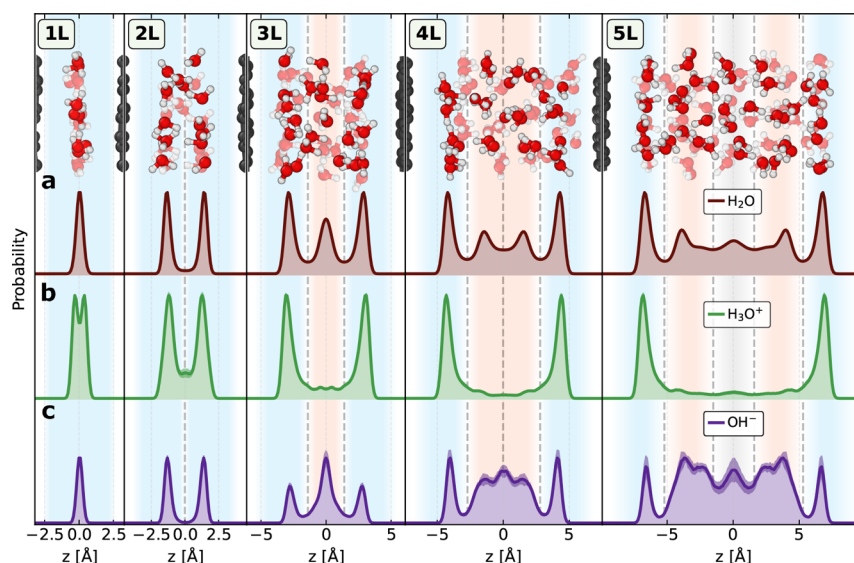 1L 2L 3L 4L 5L
a
H₂O
Probability
b
H₃O⁺
c
OH⁻
−2.5 0.0 2.5 −2.5 0.0 2.5 −5 0 5 −5 0 5 −5 0 5
z [Å] z [Å] z [Å] z [Å] z [Å]